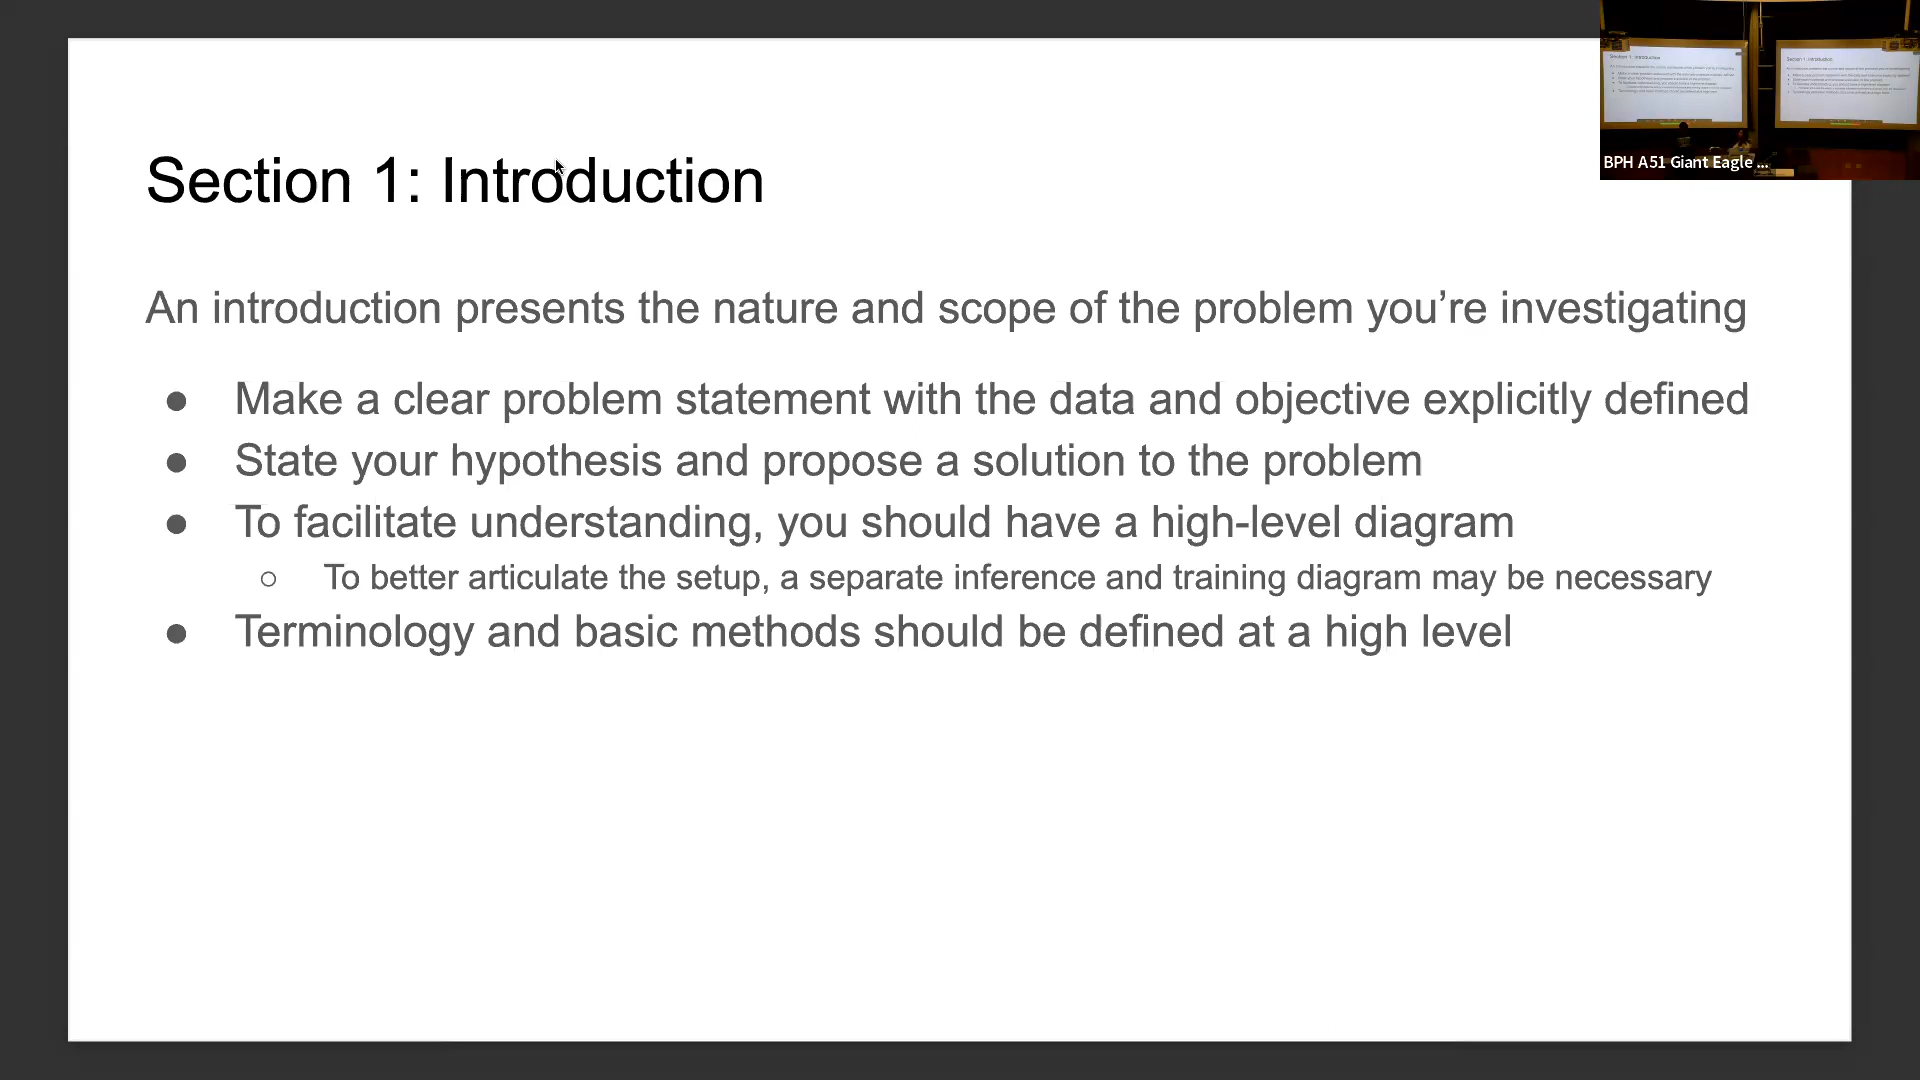 Section 1: Introduction
An introduction presents the nature and scope of the problem you’re investigating
● Make a clear problem statement with the data and objective explicitly defined
● State your hypothesis and propose a solution to the problem
● To facilitate understanding, you should have a high-level diagram
○ To better articulate the setup, a separate inference and training diagram may be necessary
● Terminology and basic methods should be defined at a high level
BPH A51 Giant Eagle ...